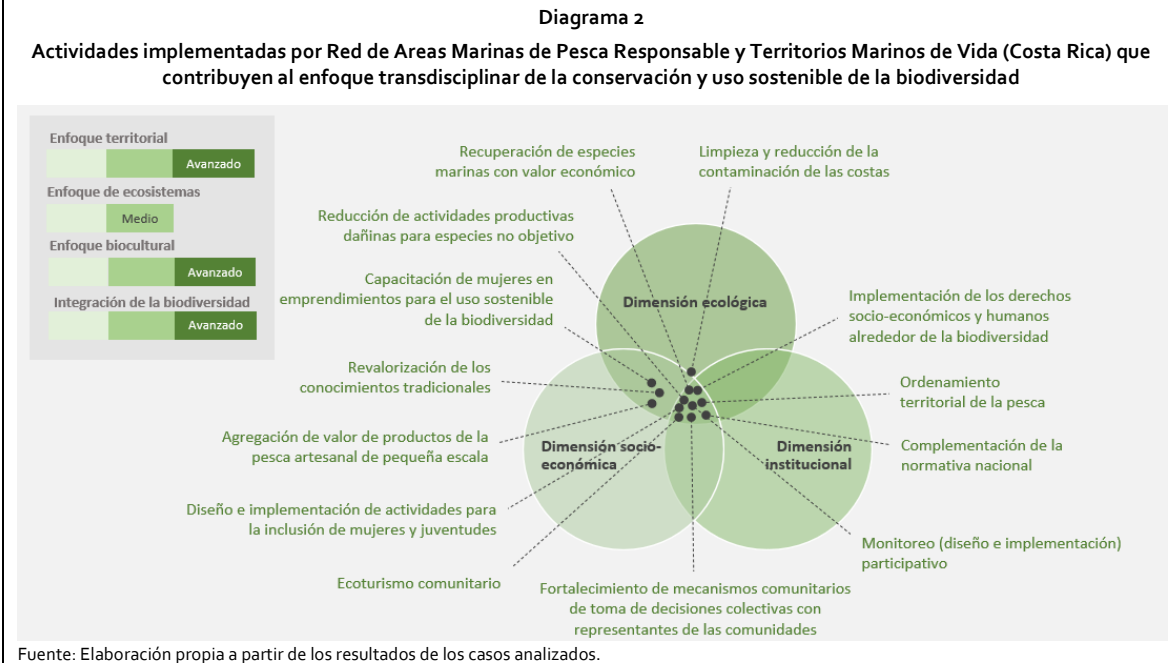 Diagrama 2
Actividades implementadas por Red de Areas Marinas de Pesca Responsable y Territorios Marinos de Vida (Costa Rica) que
contribuyen al enfoque transdisciplinar de la conservación y uso sostenible de la biodiversidad
Enfoque territorial
Avanzado
Enfoque de ecosistemas
Medio
Enfoque biocultural
Avanzado
Integración de la biodiversidad
Avanzado
Recuperación de especies
marinas con valor económico
Limpieza y reducción de la
contaminación de las costas
Reducción de actividades productivas
dañinas para especies no objetivo
Capacitación de mujeres en
emprendimientos para el uso sostenible
de la biodiversidad
Revalorización de los
conocimientos tradicionales
Agregación de valor de productos de la
pesca artesanal de pequeña escala
Diseño e implementación de actividades para
la inclusión de mujeres y juventudes
Ecoturismo comunitario
Dimensión ecológica
Dimensión socio-
económica
Dimensión
institucional
Implementación de los derechos
socio-económicos y humanos
alrededor de la biodiversidad
Ordenamiento
territorial de la pesca
Complementación de la
normativa nacional
Monitoreo (diseño e implementación)
participativo
Fortalecimiento de mecanismos comunitarios
de toma de decisiones colectivas con
representantes de las comunidades
Fuente: Elaboración propia a partir de los resultados de los casos analizados.